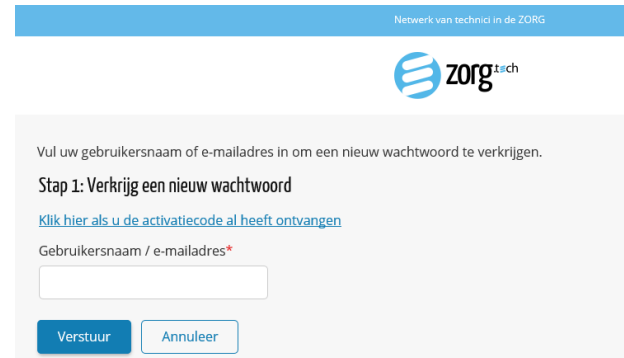 Netwerk van technici in de ZORG
zorg.tech
Vul uw gebruikersnaam of e-mailadres in om een nieuw wachtwoord te verkrijgen.
Stap 1: Verkrijg een nieuw wachtwoord
Klik hier als u de activatiecode al heeft ontvangen
Gebruikersnaam / e-mailadres*
Verstuur Annuleer